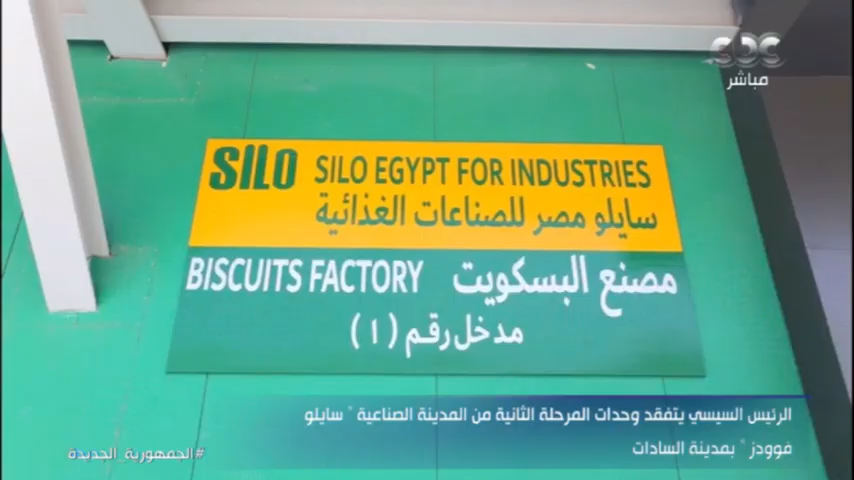 cbc
مباشر
SILO
SILO EGYPT FOR INDUSTRIES
سايلو مصر للصناعات الغذائية
BISCUITS FACTORY مصنع البسكويت
مدخل رقم (١)
الرئيس السيسي يتفقد وحدات المرحلة الثانية من المدينة الصناعية " سايلو
فوودز " بمدينة السادات
#الجمهورية_الجديدة